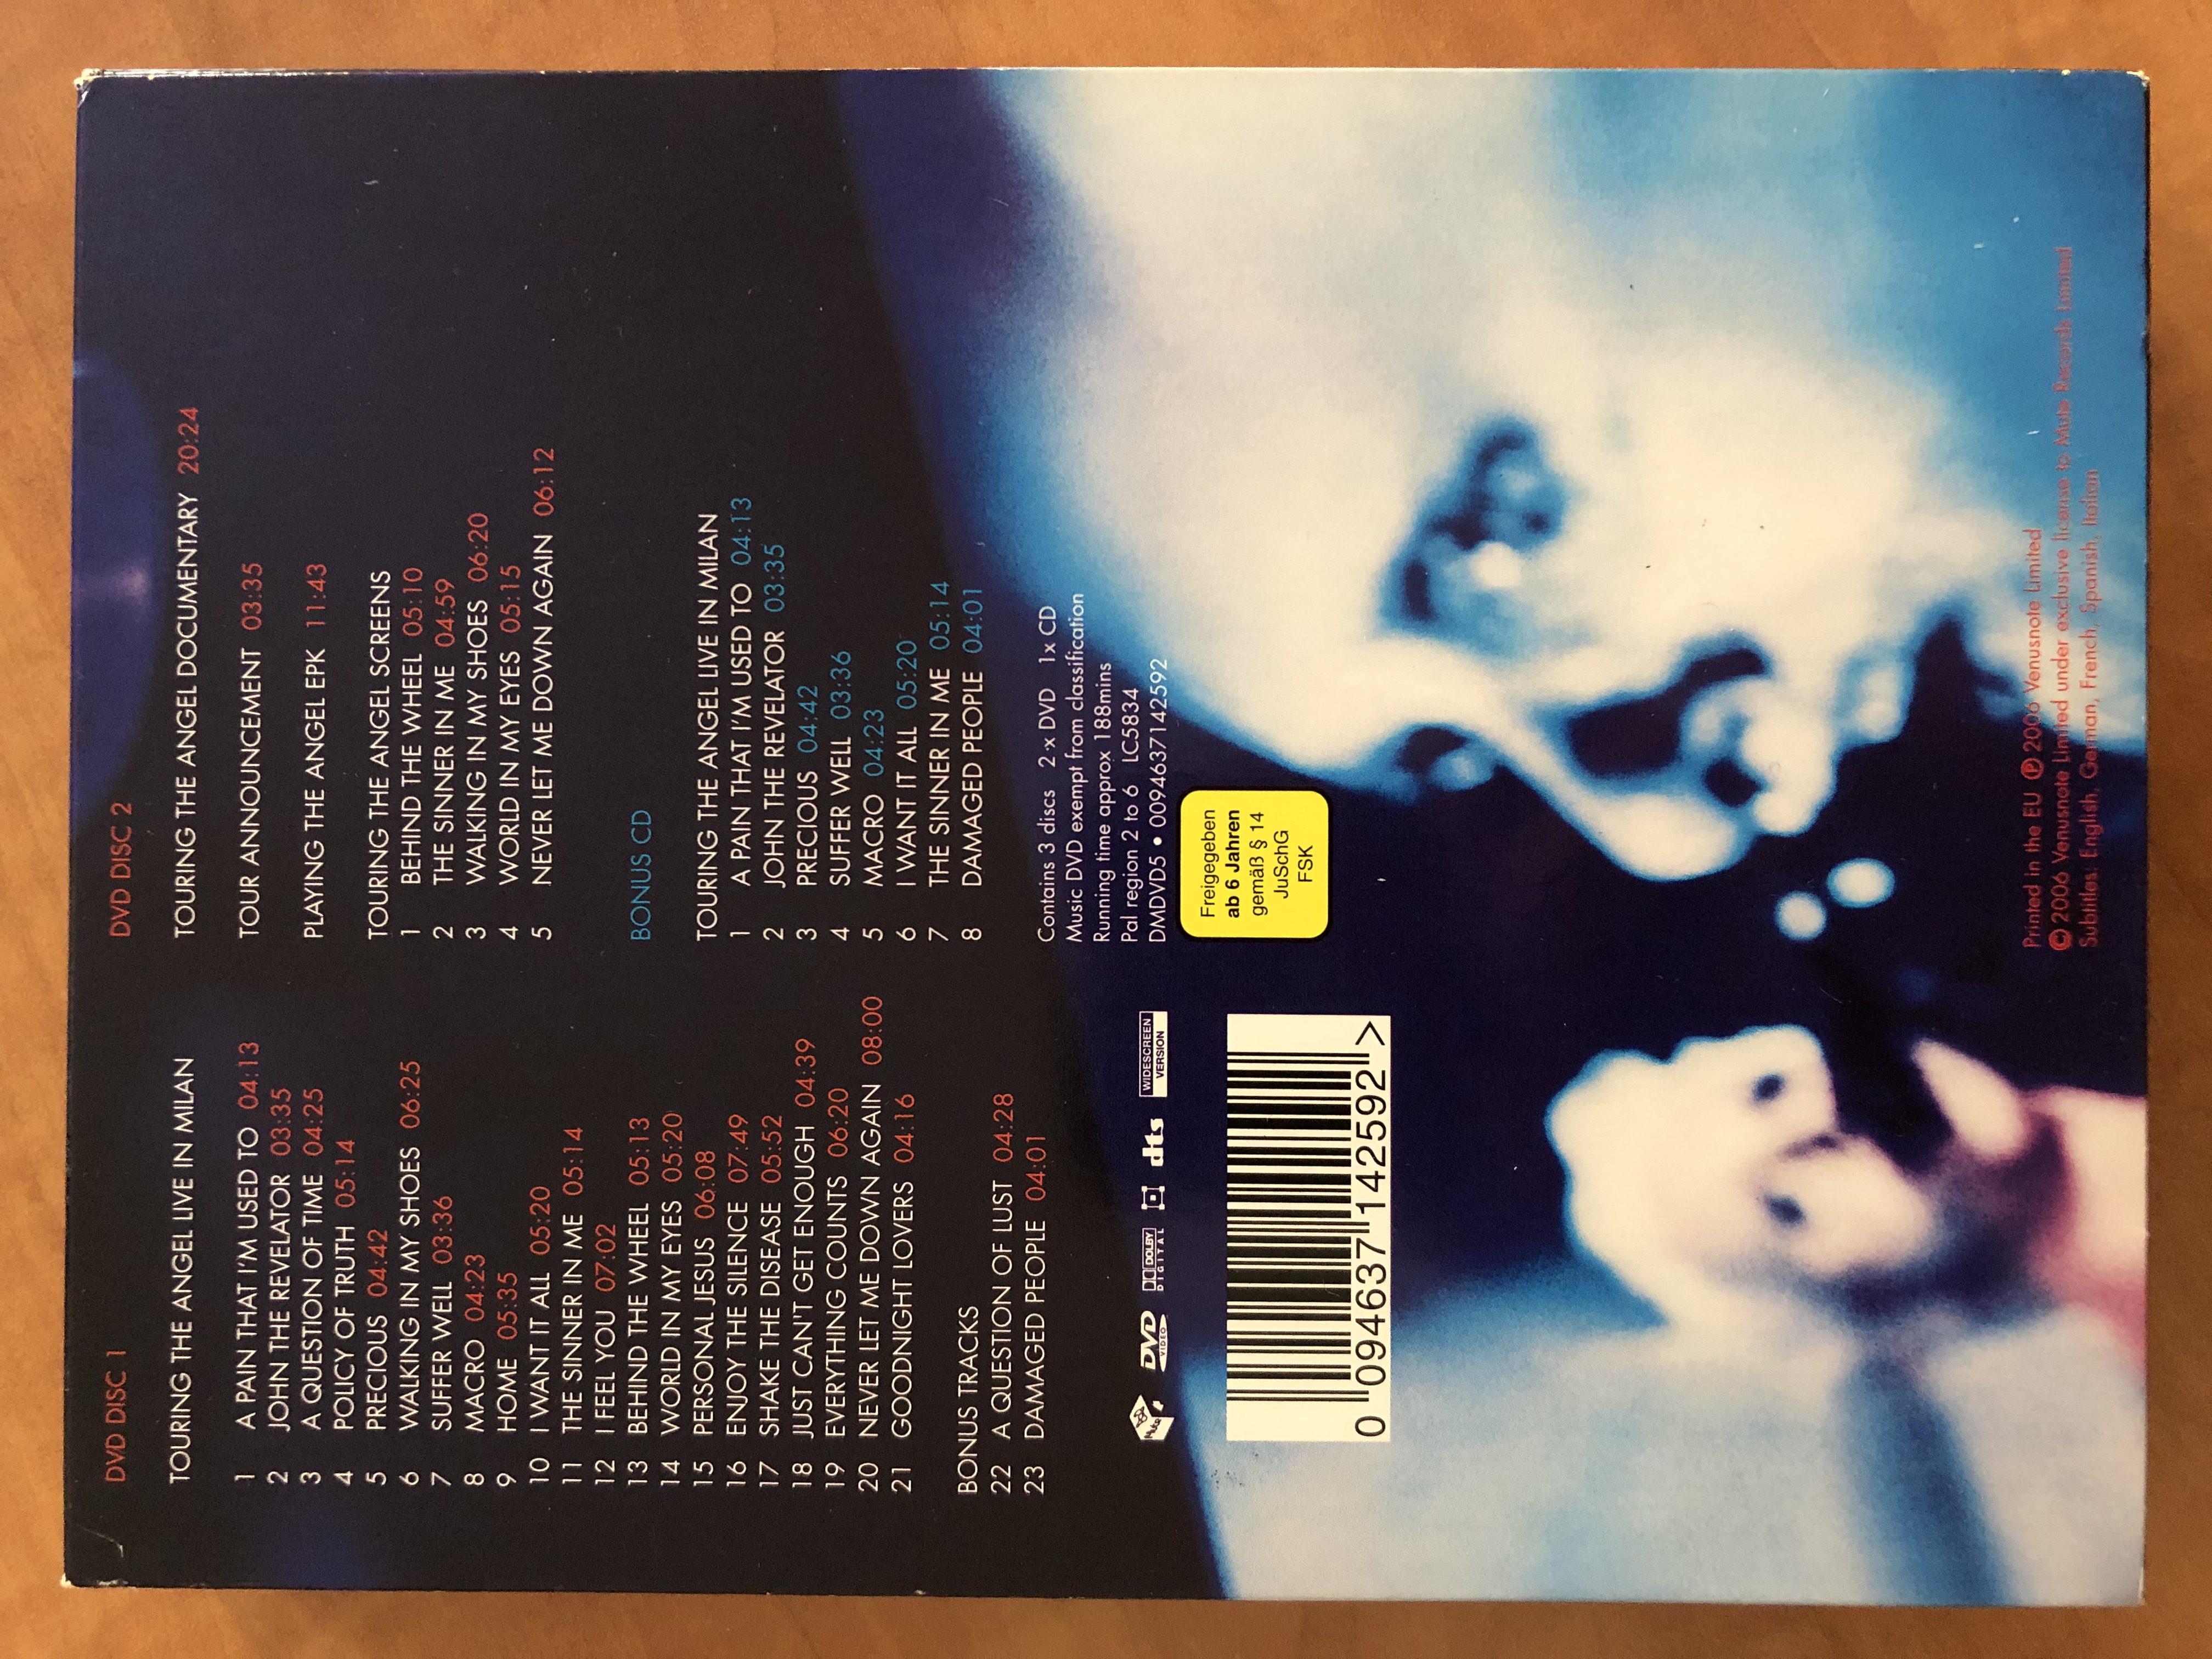 DVD DISC 1
TOURING THE ANGEL LIVE IN MILAN
1 A PAIN THAT I'M USED TO 04:13
2 JOHN THE REVELATOR 03:35
3 A QUESTION OF TIME 04:25
4 POLICY OF TRUTH 05:14
5 PRECIOUS 04:42
6 WALKING IN MY SHOES 06:25
7 SUFFER WELL 03:36
8 MACRO 04:23
9 HOME 05:35
10 I WANT IT ALL 05:20
11 THE SINNER IN ME 05:14
12 I FEEL YOU 07:02
13 BEHIND THE WHEEL 05:13
14 WORLD IN MY EYES 05:20
15 PERSONAL JESUS 06:08
16 ENJOY THE SILENCE 07:49
17 SHAKE THE DISEASE 05:52
18 JUST CAN'T GET ENOUGH 04:39
19 EVERYTHING COUNTS 06:20
20 NEVER LET ME DOWN AGAIN 08:00
21 GOODNIGHT LOVERS 04:16
BONUS TRACKS
22 A QUESTION OF LUST 04:28
23 DAMAGED PEOPLE 04:01
DVD DISC 2
TOURING THE ANGEL DOCUMENTARY 20:24
TOUR ANNOUNCEMENT 03:35
PLAYING THE ANGEL EPK 11:43
TOURING THE ANGEL SCREENS
1 BEHIND THE WHEEL 05:10
2 THE SINNER IN ME 04:59
3 WALKING IN MY SHOES 06:20
4 WORLD IN MY EYES 05:15
5 NEVER LET ME DOWN AGAIN 06:12
BONUS CD
TOURING THE ANGEL LIVE IN MILAN
1 A PAIN THAT I'M USED TO 04:13
2 JOHN THE REVELATOR 03:35
3 PRECIOUS 04:42
4 SUFFER WELL 03:36
5 MACRO 04:23
6 I WANT IT ALL 05:20
7 THE SINNER IN ME 05:14
8 DAMAGED PEOPLE 04:01
Contains 3 discs 2 x DVD 1x CD
Music DVD exempt from classification
Running time approx 188mins
Pal region 2 to 6 LC5834
DMDVD5 • 0094637142592
Mute
DVD
VIDEO
DOLBY
DIGITAL
dts
WIDESCREEN
VERSION
Freigegeben
ab 6 Jahren
gemäß § 14
JuSchG
FSK
0 094637 142592 >
Printed in the EU ℗ 2006 Venusnote Limited
© 2006 Venusnote Limited under exclusive license to Mute Records Limited
Subtitles: English, German, French, Spanish, Italian